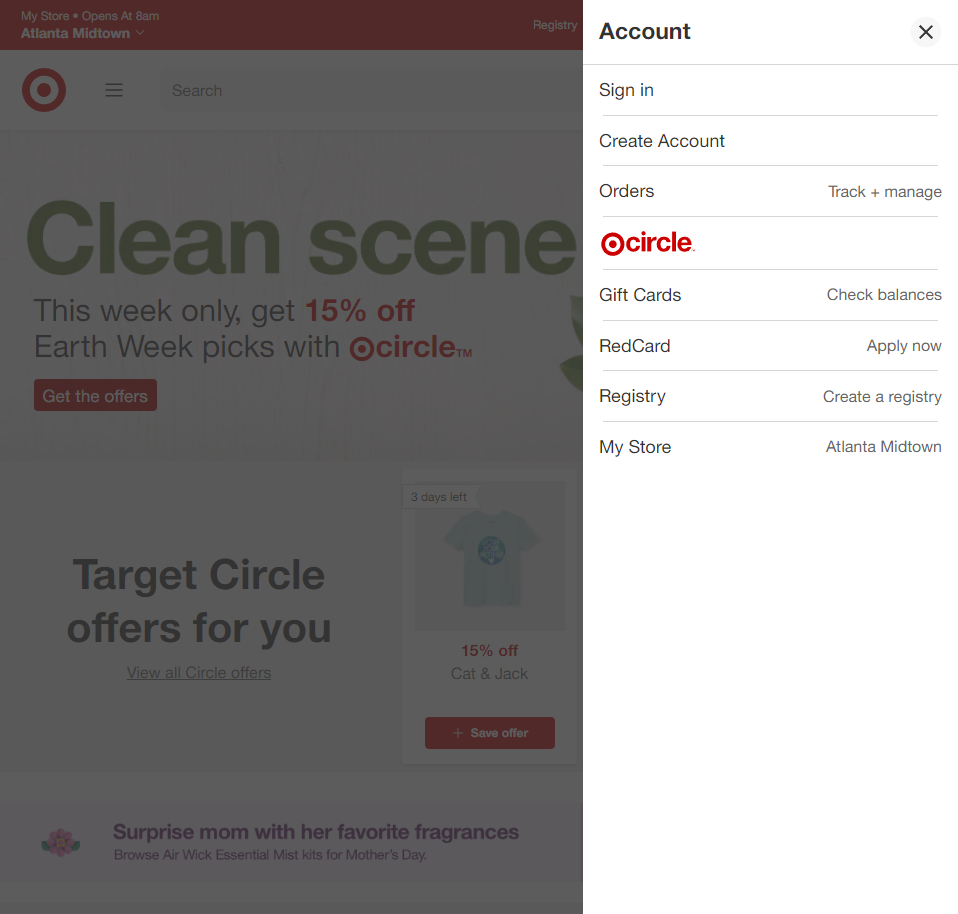 My Store • Opens At 8am
Atlanta Midtown
Registry
Search
Clean scene
This week only, get 15% off
Earth Week picks with circle™
Get the offers
3 days left
Target Circle
offers for you
View all Circle offers
15% off
Cat & Jack
+ Save offer
Surprise mom with her favorite fragrances
Browse Air Wick Essential Mist kits for Mother's Day.
Account
Sign in
Create Account
Orders Track + manage
circle
Gift Cards Check balances
RedCard Apply now
Registry Create a registry
My Store Atlanta Midtown